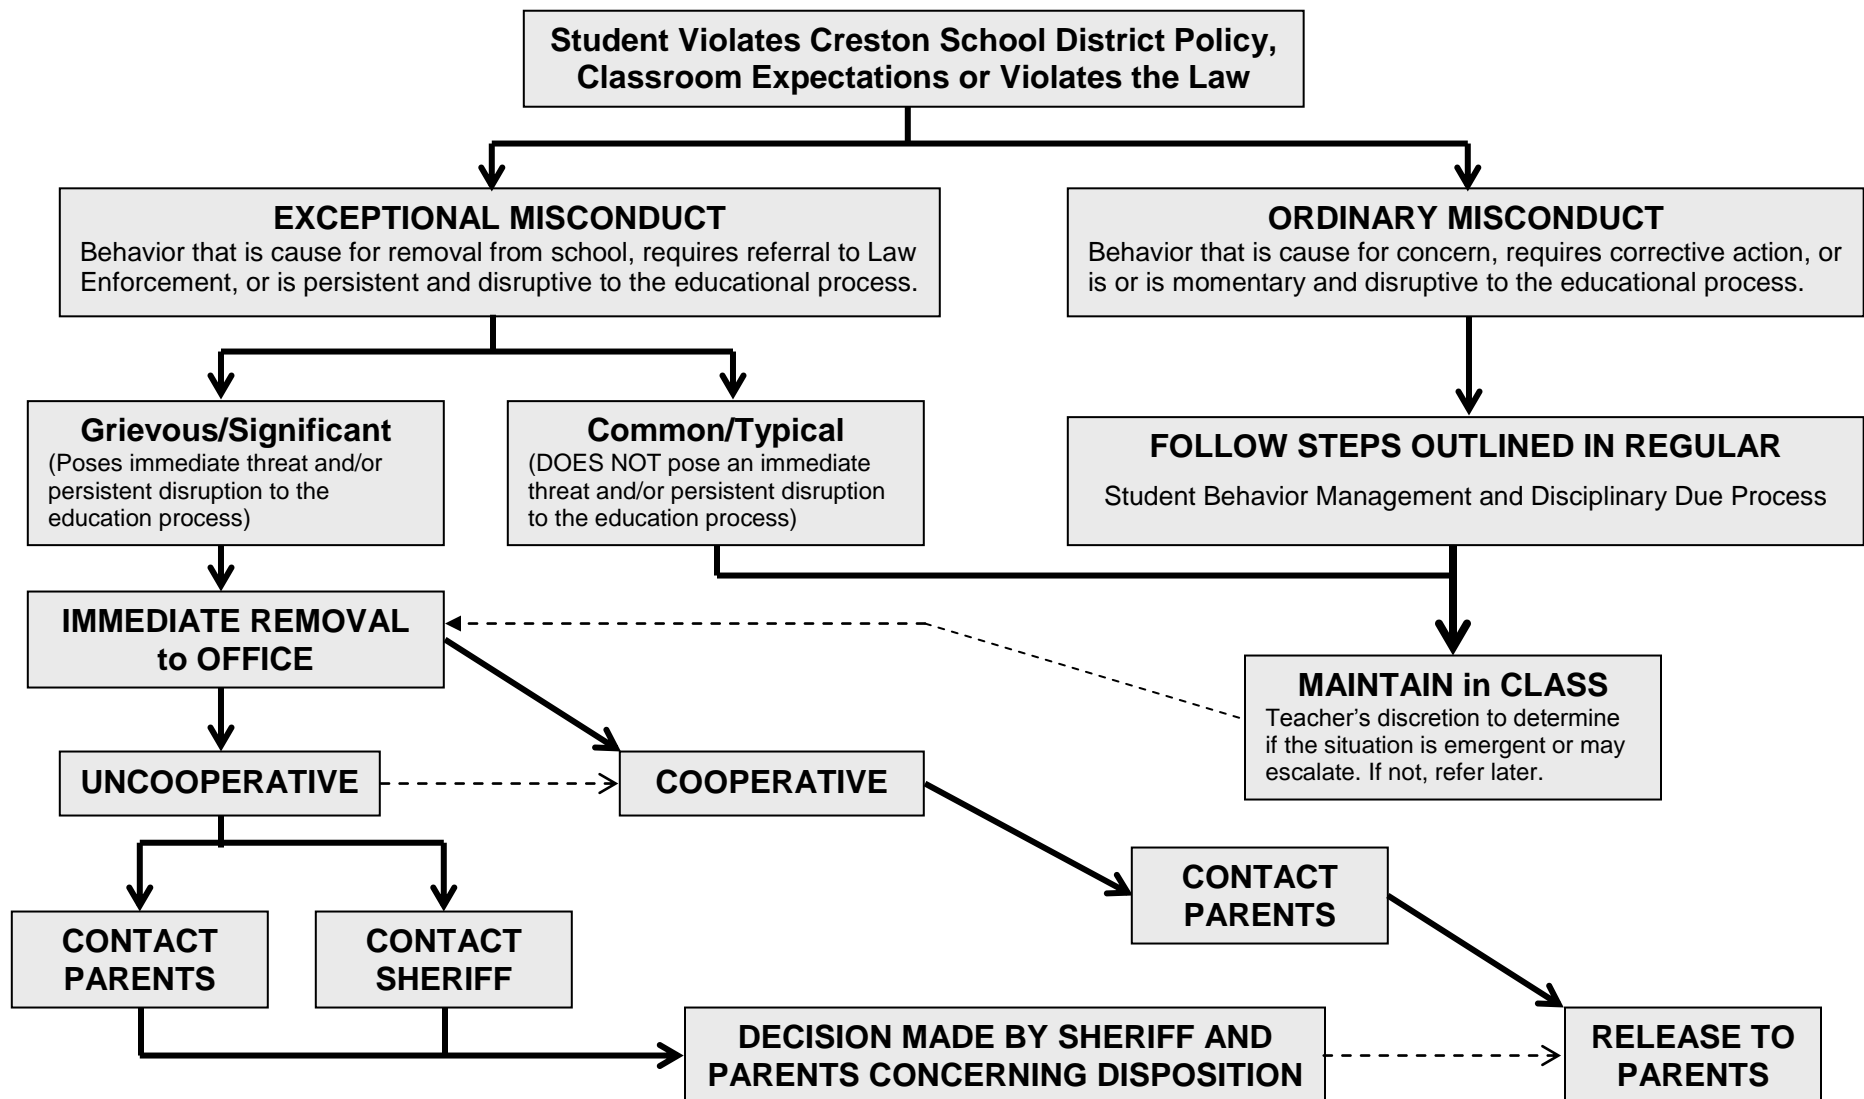 Student Violates Creston School District Policy,
Classroom Expectations or Violates the Law
EXCEPTIONAL MISCONDUCT
Behavior that is cause for removal from school, requires referral to Law
Enforcement, or is persistent and disruptive to the educational process.
ORDINARY MISCONDUCT
Behavior that is cause for concern, requires corrective action, or
is or is momentary and disruptive to the educational process.
Grievous/Significant
(Poses immediate threat and/or
persistent disruption to the
education process)
Common/Typical
(DOES NOT pose an immediate
threat and/or persistent disruption
to the education process)
FOLLOW STEPS OUTLINED IN REGULAR
Student Behavior Management and Disciplinary Due Process
IMMEDIATE REMOVAL
to OFFICE
MAINTAIN in CLASS
Teacher’s discretion to determine
if the situation is emergent or may
escalate. If not, refer later.
UNCOOPERATIVE
COOPERATIVE
CONTACT
PARENTS
CONTACT
PARENTS
CONTACT
SHERIFF
DECISION MADE BY SHERIFF AND
PARENTS CONCERNING DISPOSITION
RELEASE TO
PARENTS